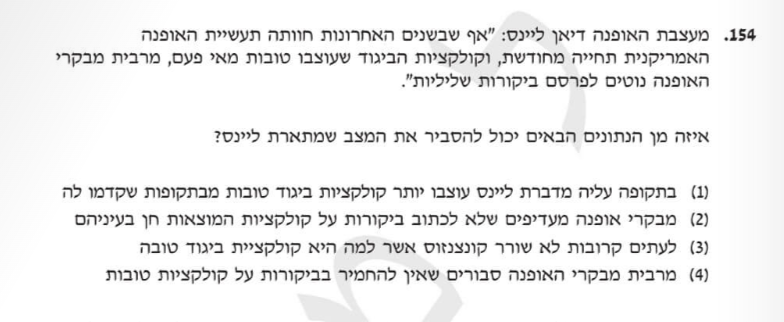 154. מעצבת האופנה דיאן ליינס: "אף שבשנים האחרונות חוותה תעשיית האופנה
האמריקנית תחייה מחודשת, וקולקציות הביגוד שעוצבו טובות מאי פעם, מרבית מבקרי
האופנה נוטים לפרסם ביקורות שליליות".
איזה מן הנתונים הבאים יכול להסביר את המצב שמתארת ליינס?
(1) בתקופה עליה מדברת ליינס עוצבו יותר קולקציות ביגוד טובות מבתקופות שקדמו לה
(2) מבקרי אופנה מעדיפים שלא לכתוב ביקורות על קולקציות המוצאות חן בעיניהם
(3) לעתים קרובות לא שורר קונצנזוס אשר למה היא קולקציית ביגוד טובה
(4) מרבית מבקרי האופנה סבורים שאין להחמיר בביקורות על קולקציות טובות